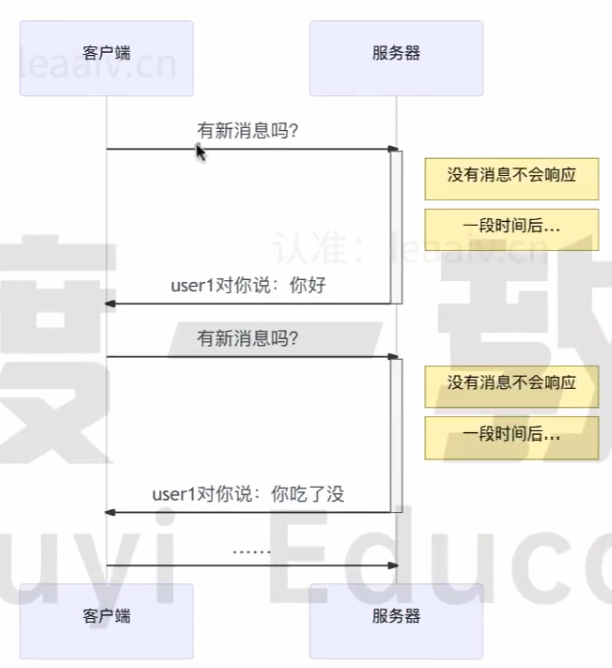 客户端
服务器
leaaiv.cn
有新消息吗?
没有消息不会响应
一段时间后...
认准：leaaiv.cn
user1对你说：你好
度一教
有新消息吗?
没有消息不会响应
一段时间后...
user1对你说：你吃了没
uyi Educ
......
客户端
服务器